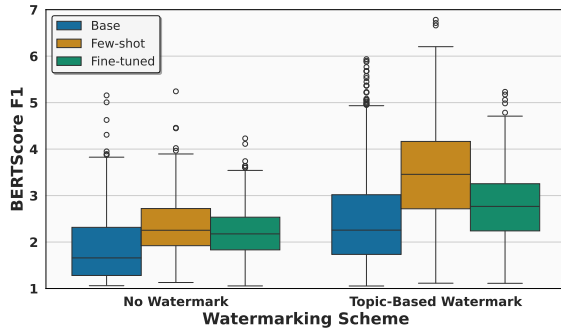 7
6
5
4
3
2
1
BERTScore F1
Base
Few-shot
Fine-tuned
No Watermark
Topic-Based Watermark
Watermarking Scheme